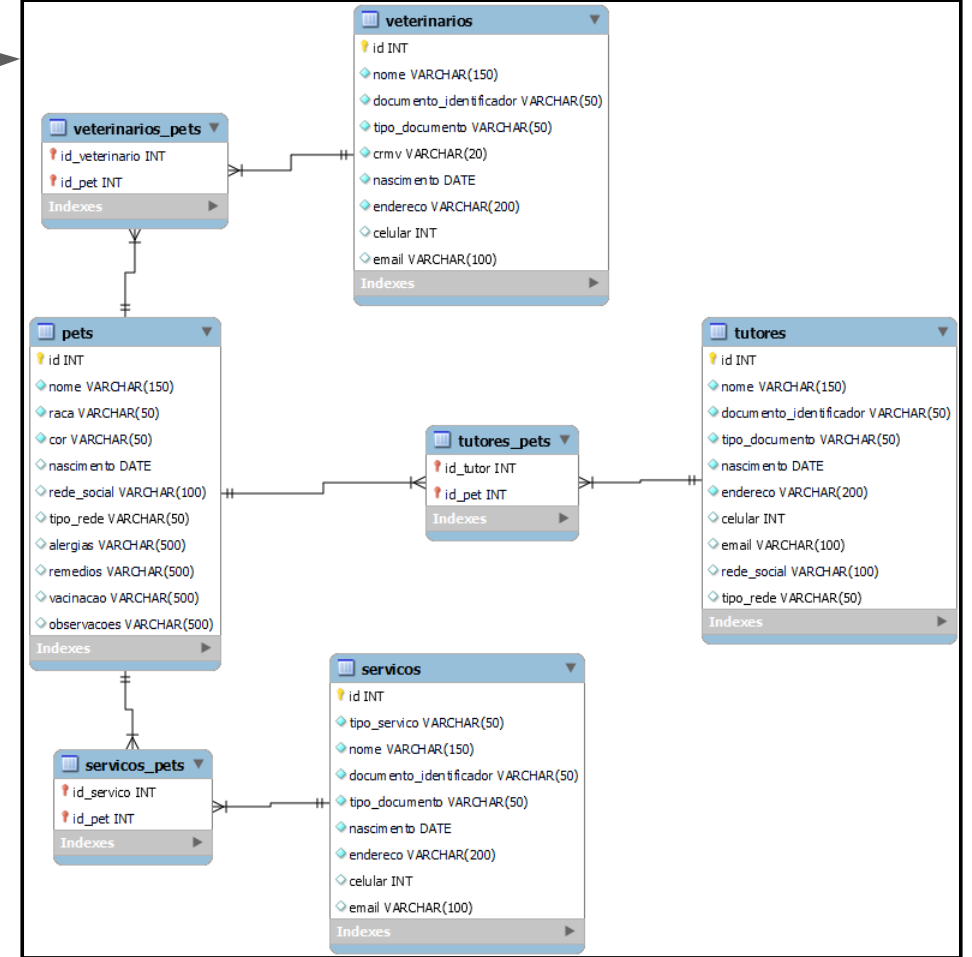 veterinarios
id INT
nome VARCHAR(150)
documento_identificador VARCHAR(50)
tipo_documento VARCHAR(50)
crmv VARCHAR(20)
nascimento DATE
endereco VARCHAR(200)
celular INT
email VARCHAR(100)
Indexes
veterinarios_pets
id_veterinario INT
id_pet INT
Indexes
pets
id INT
nome VARCHAR(150)
raca VARCHAR(50)
cor VARCHAR(50)
nascimento DATE
rede_social VARCHAR(100)
tipo_rede VARCHAR(50)
alergias VARCHAR(500)
remedios VARCHAR(500)
vacinacao VARCHAR(500)
observacoes VARCHAR(500)
Indexes
tutores_pets
id_tutor INT
id_pet INT
Indexes
tutores
id INT
nome VARCHAR(150)
documento_identificador VARCHAR(50)
tipo_documento VARCHAR(50)
nascimento DATE
endereco VARCHAR(200)
celular INT
email VARCHAR(100)
rede_social VARCHAR(100)
tipo_rede VARCHAR(50)
Indexes
servicos_pets
id_servico INT
id_pet INT
Indexes
servicos
id INT
tipo_servico VARCHAR(50)
nome VARCHAR(150)
documento_identificador VARCHAR(50)
tipo_documento VARCHAR(50)
nascimento DATE
endereco VARCHAR(200)
celular INT
email VARCHAR(100)
Indexes